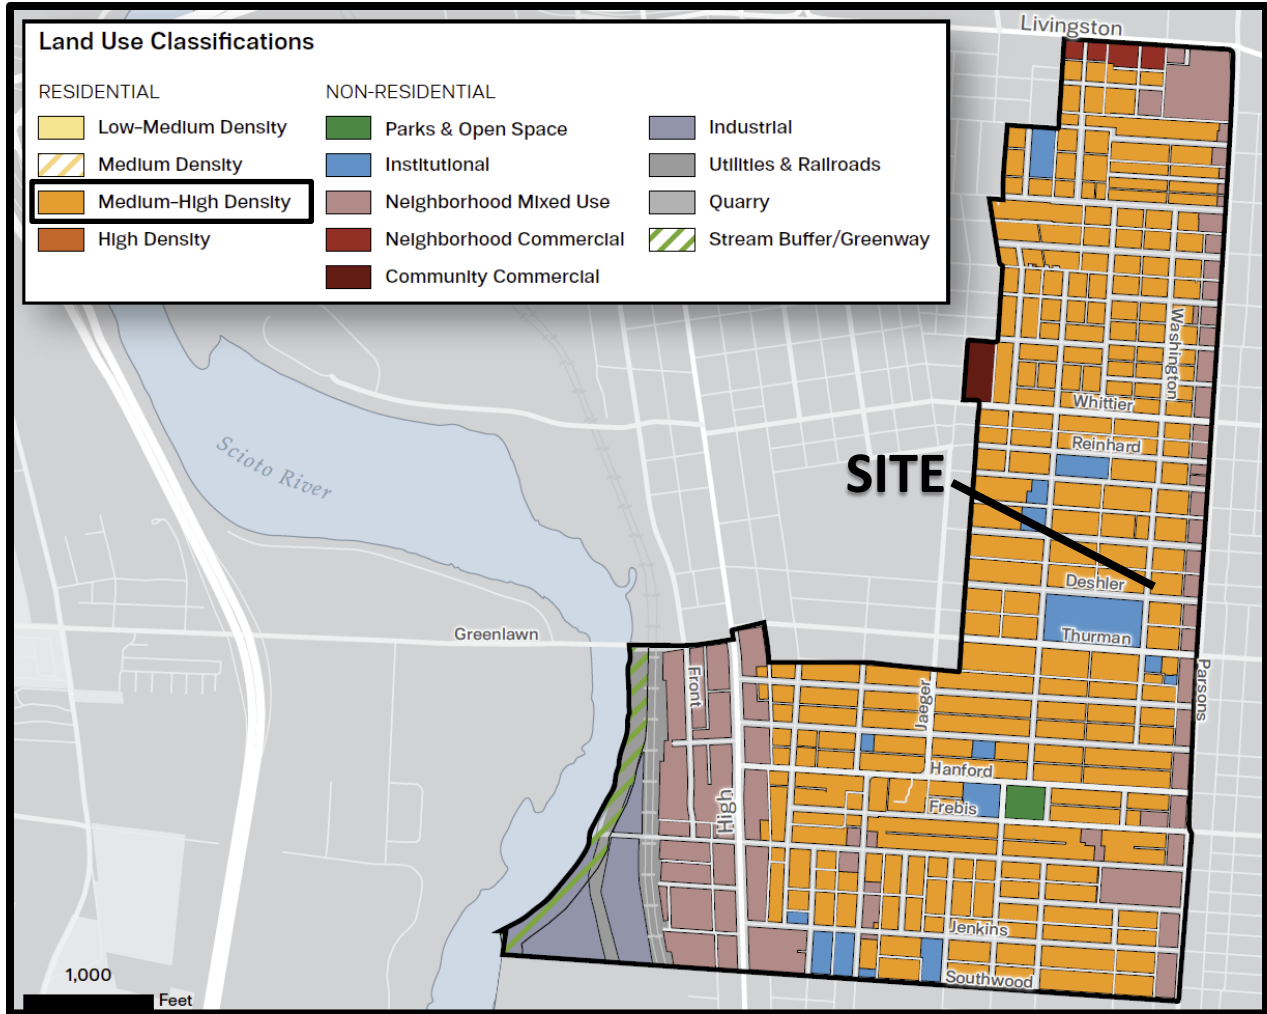 Land Use Classifications
RESIDENTIAL
Low-Medium Density
Medium Density
Medium-High Density
High Density
NON-RESIDENTIAL
Parks & Open Space
Institutional
Neighborhood Mixed Use
Neighborhood Commercial
Community Commercial
Industrial
Utilities & Railroads
Quarry
Stream Buffer/Greenway
Livingston
Washington
Whittier
Reinhard
SITE
Scioto River
Deshler
Thurman
Greenlawn
Parsons
Front
Jaeger
Hanford
Frebis
High
Jenkins
Southwood
1,000
Feet